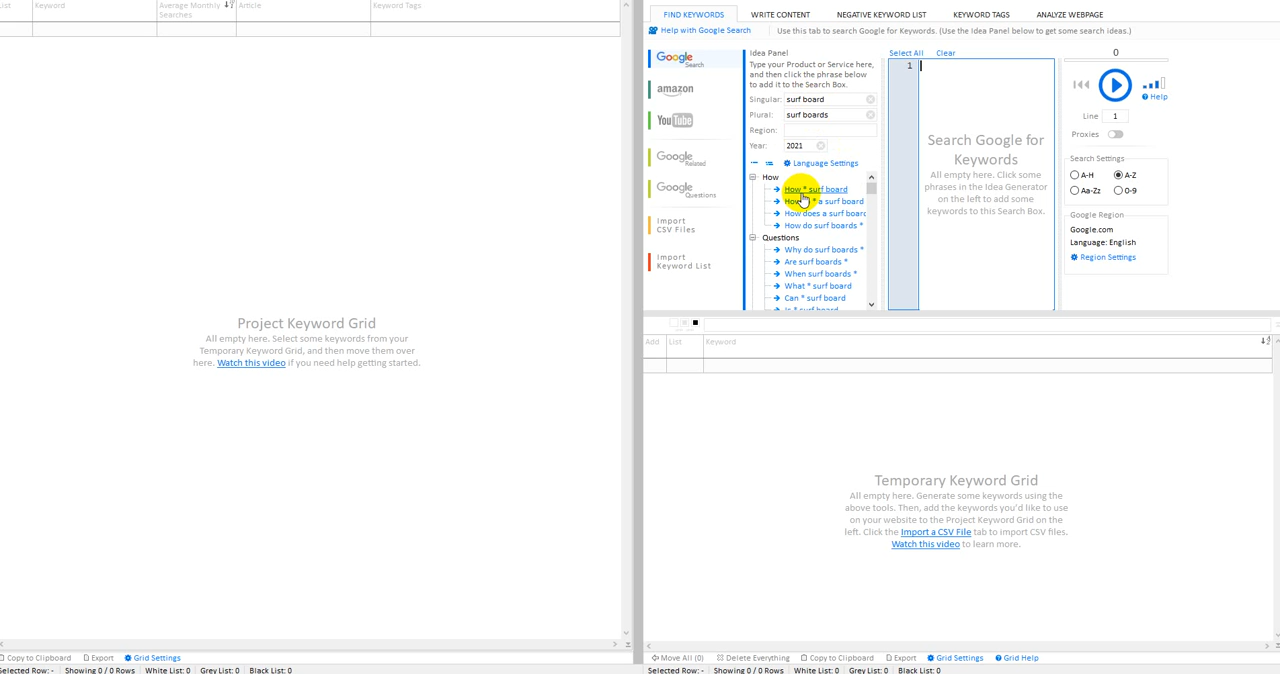 List
Keyword
Average Monthly
Searches
Article
Keyword Tags
Project Keyword Grid
All empty here. Select some keywords from your
Temporary Keyword Grid, and then move them over
here. Watch this video if you need help getting started.
Copy to Clipboard
Export
Grid Settings
Selected Row: -
Showing 0 / 0 Rows
White List: 0
Grey List: 0
Black List: 0
FIND KEYWORDS
WRITE CONTENT
NEGATIVE KEYWORD LIST
KEYWORD TAGS
ANALYZE WEBPAGE
Help with Google Search
Use this tab to search Google for Keywords. (Use the Idea Panel below to get some search ideas.)
Google
Search
amazon
YouTube
Google
Related
Google
Questions
Import
CSV Files
Import
Keyword List
Idea Panel
Type your Product or Service here,
and then click the phrase below
to add it to the Search Box.
Singular: surf board
Plural: surf boards
Region:
Year: 2021
Language Settings
How
How * surf board
* a surf board
How does a surf board
How do surf boards *
Questions
Why do surf boards *
Are surf boards *
When surf boards *
What * surf board
Can * surf board
Is * surf board
Select All
Clear
1
Search Google for
Keywords
All empty here. Click some
phrases in the Idea Generator
on the left to add some
keywords to this Search Box.
0
Help
Line 1
Proxies
Search Settings
A-H
A-Z
Aa-Zz
0-9
Google Region
Google.com
Language: English
Region Settings
Add
List
Keyword
Temporary Keyword Grid
All empty here. Generate some keywords using the
above tools. Then, add the keywords you'd like to use
on your website to the Project Keyword Grid on the
left. Click the Import a CSV File tab to import CSV files.
Watch this video to learn more.
Move All (0)
Delete Everything
Copy to Clipboard
Export
Grid Settings
Grid Help
Selected Row: -
Showing 0 / 0 Rows
White List: 0
Grey List: 0
Black List: 0